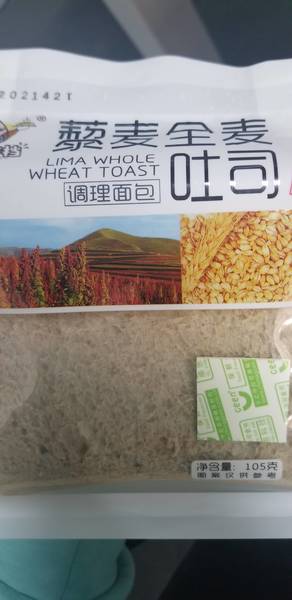 2021421
®
藜麦全麦
LIMA WHOLE
WHEAT TOAST
吐司
调理面包
净含量: 105克
图案仅供参考